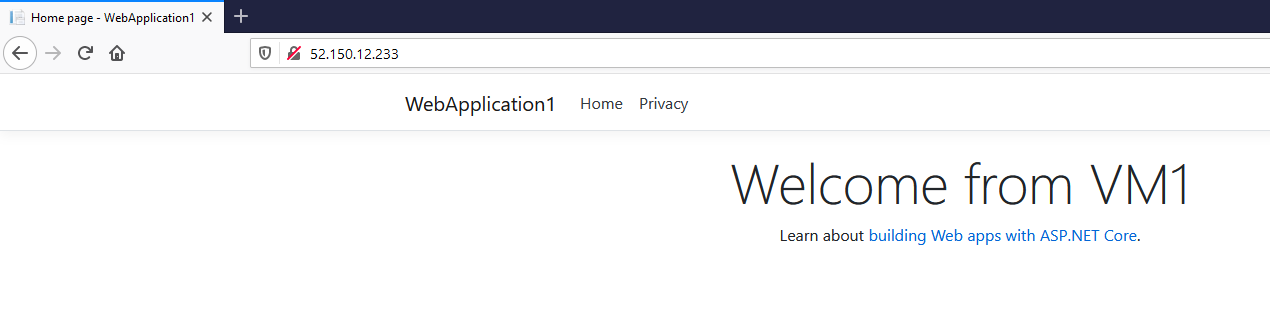 Home page - WebApplication1
52.150.12.233
WebApplication1 Home Privacy
Welcome from VM1
Learn about building Web apps with ASP.NET Core.